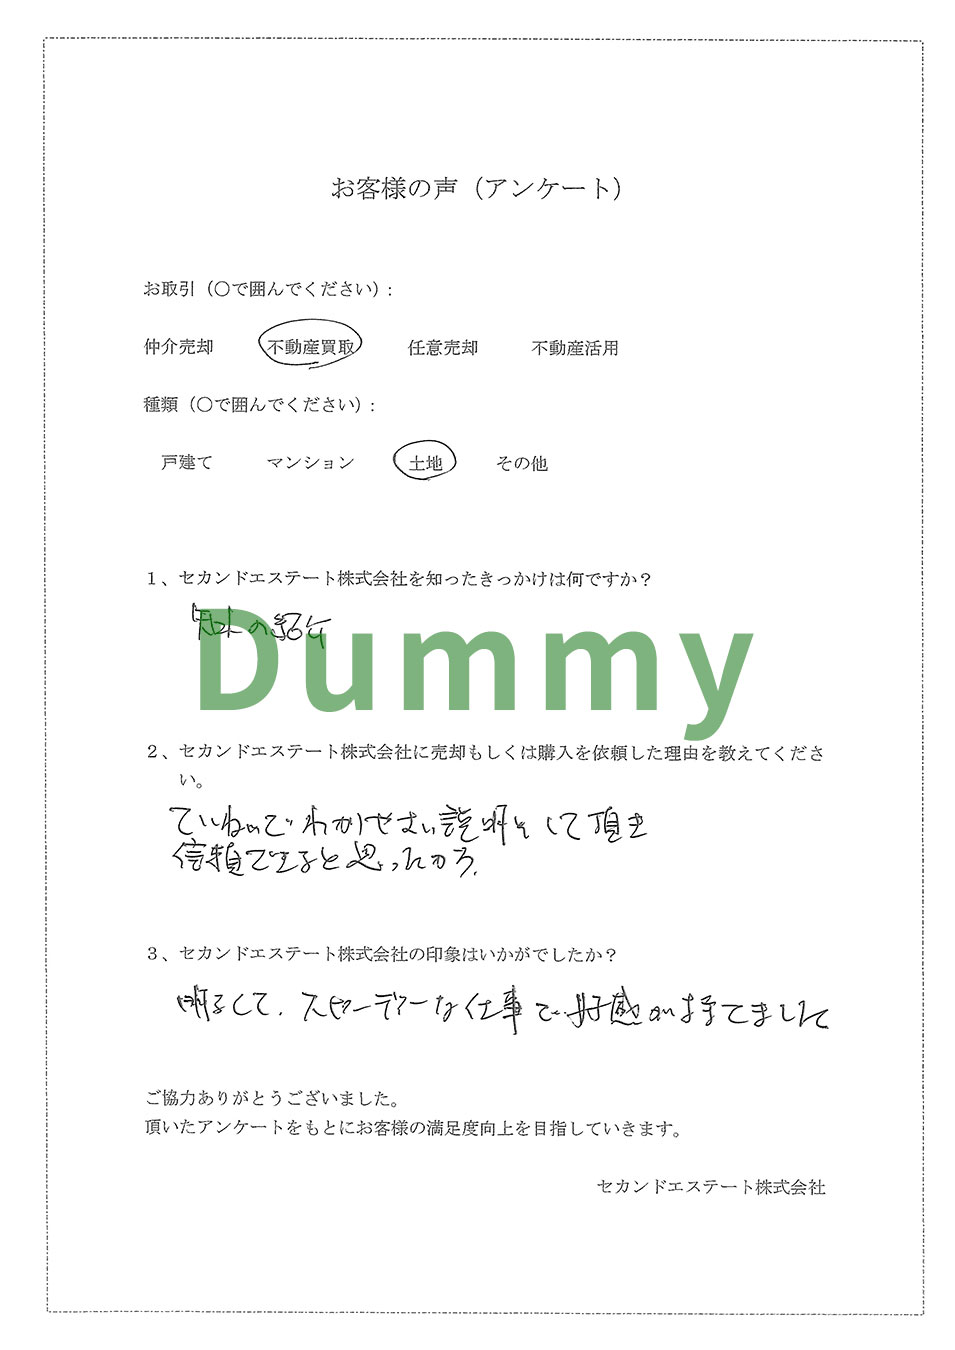 お客様の声（アンケート）
お取引（〇で囲んでください）:
仲介売却 不動産買取 任意売却 不動産活用
種類（〇で囲んでください）:
戸建て マンション 土地 その他
１、セカンドエステート株式会社を知ったきっかけは何ですか？
の紹介
Dummy
２、セカンドエステート株式会社に売却もしくは購入を依頼した理由を教えてくださ
い。
ていねいでわかりやすい説明をして頂き
信頼できると思ったから.
３、セカンドエステート株式会社の印象はいかがでしたか？
明るくて. スピーディーな仕事で好感が持てました
ご協力ありがとうございました。
頂いたアンケートをもとにお客様の満足度向上を目指していきます。
セカンドエステート株式会社